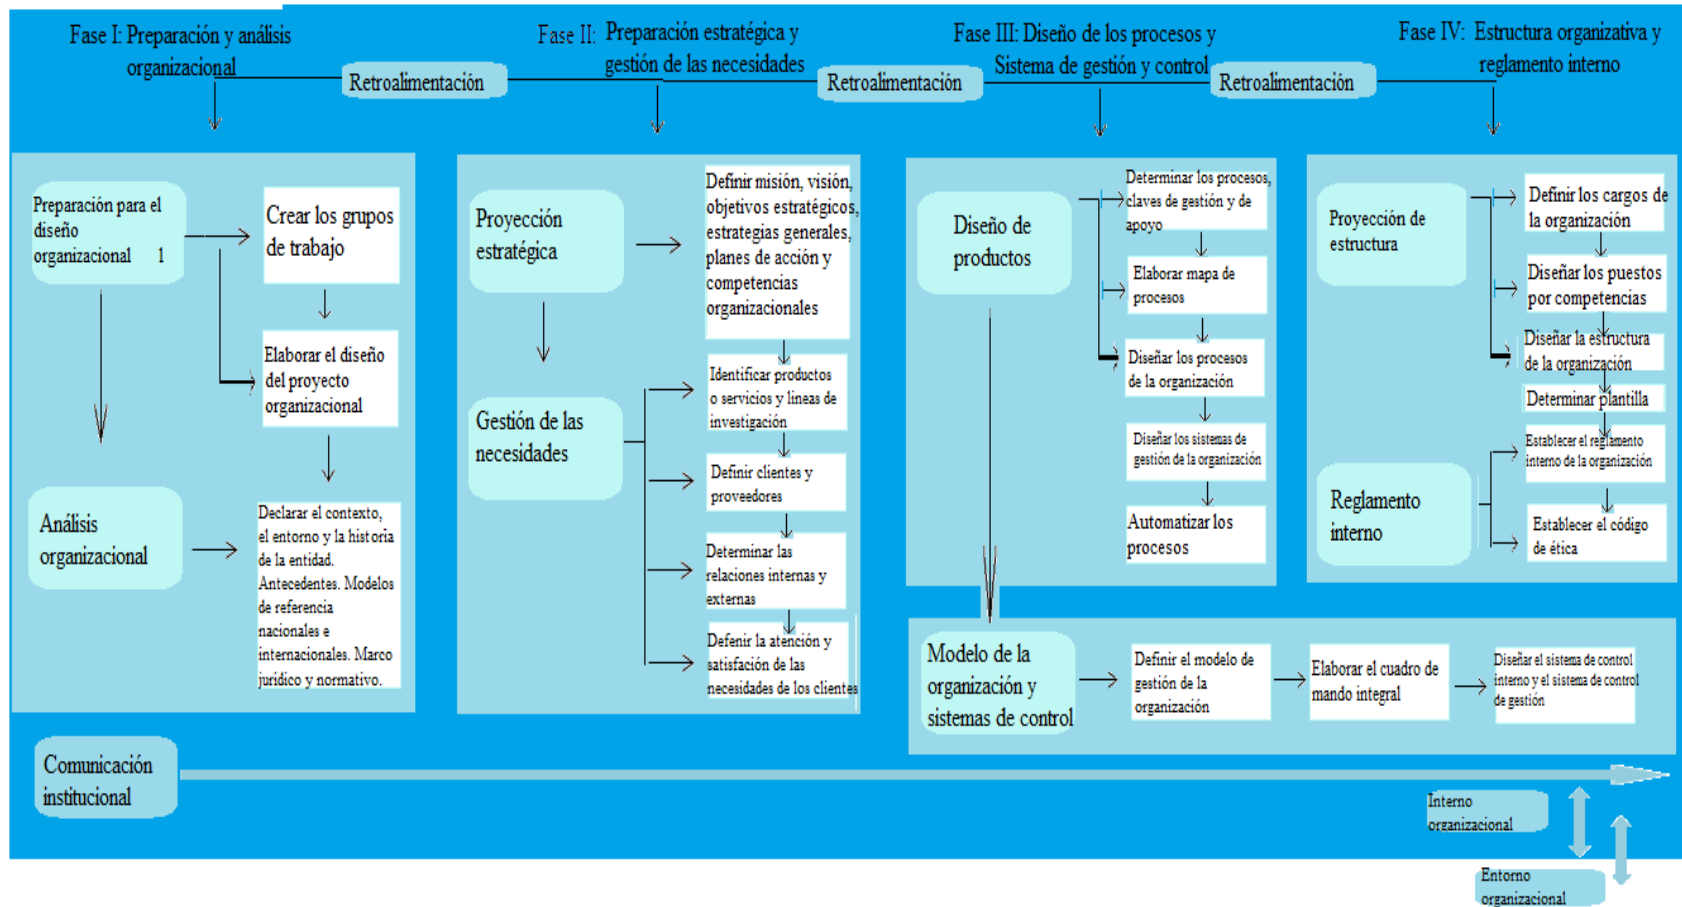 Fase I: Preparación y análisis
organizacional
Retroalimentación
Fase II: Preparación estratégica y
gestión de las necesidades
Retroalimentación
Fase III: Diseño de los procesos y
Sistema de gestión y control
Retroalimentación
Fase IV: Estructura organizativa y
reglamento interno
Preparación para el
diseño
organizacional 1
Crear los grupos
de trabajo
Elaborar el diseño
del proyecto
organizacional
Análisis
organizacional
Declarar el contexto,
el entorno y la historia
de la entidad.
Antecedentes. Modelos
de referencia
nacionales e
internacionales. Marco
jurídico y normativo.
Proyección
estratégica
Definir misión, visión,
objetivos estratégicos,
estrategias generales,
planes de acción y
competencias
organizacionales
Gestión de las
necesidades
Identificar productos
o servicios y lineas de
investigación
Definir clientes y
proveedores
Determinar las
relaciones internas y
externas
Defenir la atención y
satisfacción de las
necesidades de los clientes
Diseño de
productos
Determinar los procesos,
claves de gestión y de
apoyo
Elaborar mapa de
procesos
Diseñar los procesos
de la organización
Diseñar los sistemas de
gestión de la organización
Automatizar los
procesos
Proyección de
estructura
Definir los cargos de
la organización
Diseñar los puestos
por competencias
Diseñar la estructura
de la organización
Determinar plantilla
Reglamento
interno
Establecer el reglamento
interno de la organización
Establecer el código
de ética
Modelo de la
organización y
sistemas de control
Definir el modelo de
gestión de la
organización
Elaborar el cuadro de
mando integral
Diseñar el sistema de control
interno y el sistema de control
de gestión
Comunicación
institucional
Interno
organizacional
Entorno
organizacional